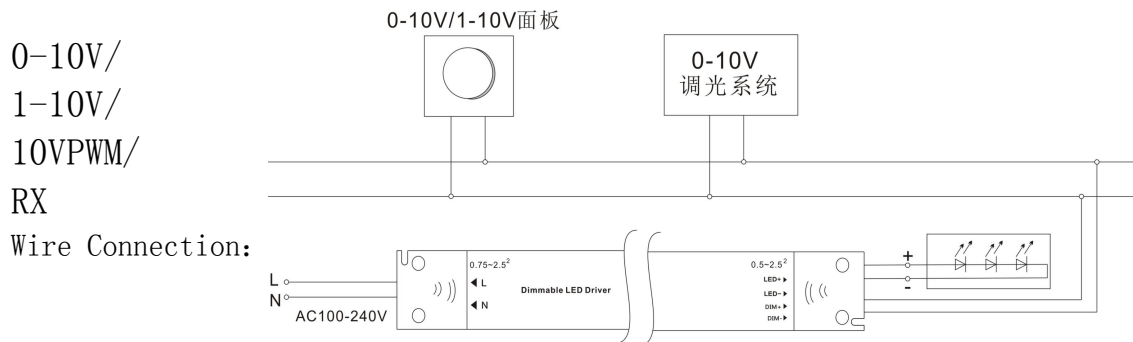 0-10V/
1-10V/
10VPWM/
RX
Wire Connection:
0-10V/1-10V面板
0-10V
调光系统
L
N
AC100-240V
0.75~2.5²
◀ L
◀ N
Dimmable LED Driver
0.5~2.5²
LED+ ▶
LED- ▶
DIM+ ▶
DIM- ▶
+
-